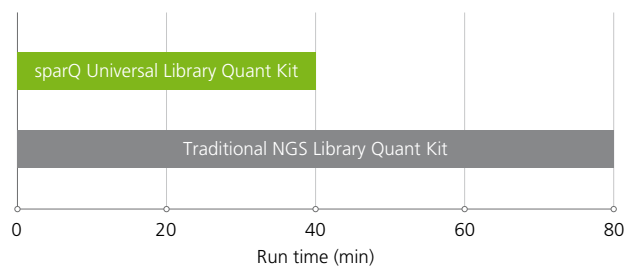 sparQ Universal Library Quant Kit
Traditional NGS Library Quant Kit
0 20 40 60 80
Run time (min)